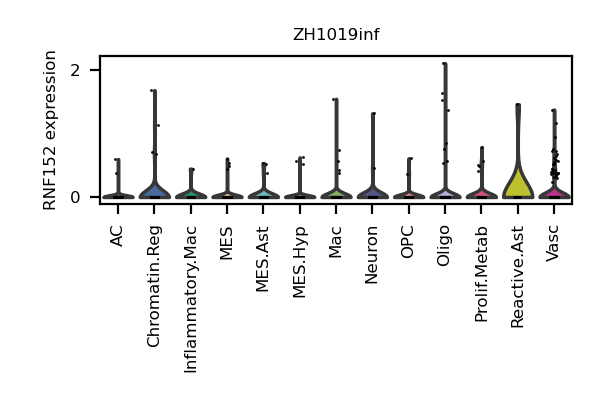 ZH1019inf
RNF152 expression
2
0
AC
Chromatin.Reg
Inflammatory.Mac
MES
MES.Ast
MES.Hyp
Mac
Neuron
OPC
Oligo
Prolif.Metab
Reactive.Ast
Vasc